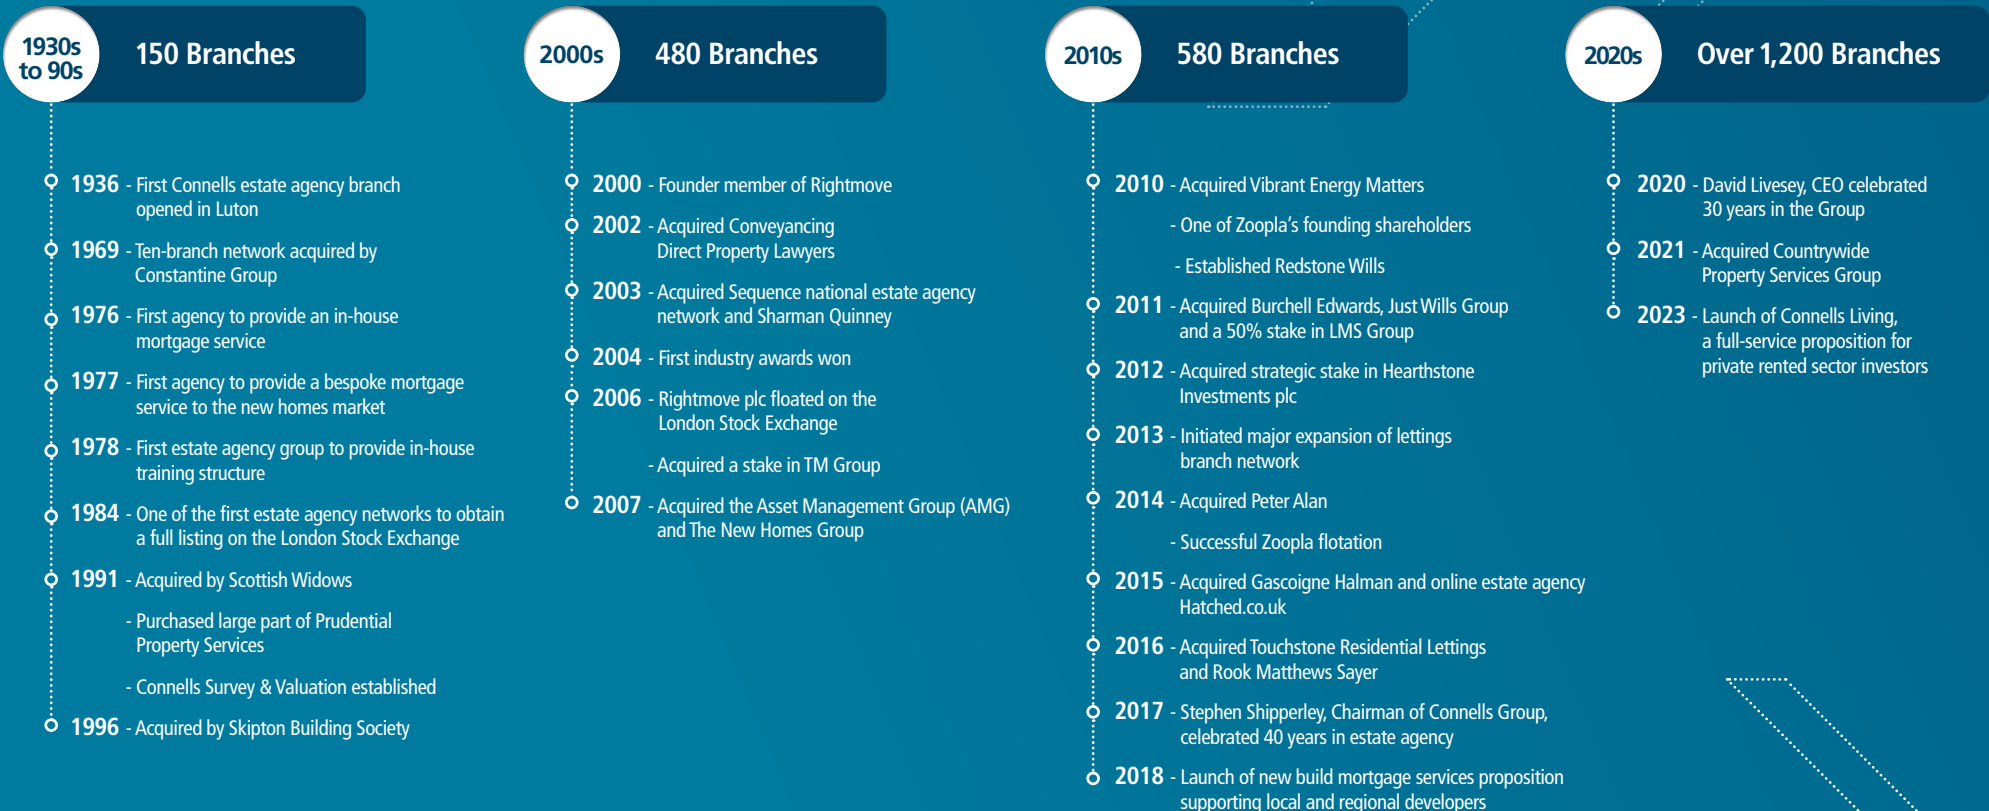 1930s
to 90s
150 Branches
1936 - First Connells estate agency branch
opened in Luton
1969 - Ten-branch network acquired by
Constantine Group
1976 - First agency to provide an in-house
mortgage service
1977 - First agency to provide a bespoke mortgage
service to the new homes market
1978 - First estate agency group to provide in-house
training structure
1984 - One of the first estate agency networks to obtain
a full listing on the London Stock Exchange
1991 - Acquired by Scottish Widows
- Purchased large part of Prudential
Property Services
- Connells Survey & Valuation established
1996 - Acquired by Skipton Building Society
2000s
480 Branches
2000 - Founder member of Rightmove
2002 - Acquired Conveyancing
Direct Property Lawyers
2003 - Acquired Sequence national estate agency
network and Sharman Quinney
2004 - First industry awards won
2006 - Rightmove plc floated on the
London Stock Exchange
- Acquired a stake in TM Group
2007 - Acquired the Asset Management Group (AMG)
and The New Homes Group
2010s
580 Branches
2010 - Acquired Vibrant Energy Matters
- One of Zoopla's founding shareholders
- Established Redstone Wills
2011 - Acquired Burchell Edwards, Just Wills Group
and a 50% stake in LMS Group
2012 - Acquired strategic stake in Hearthstone
Investments plc
2013 - Initiated major expansion of lettings
branch network
2014 - Acquired Peter Alan
- Successful Zoopla flotation
2015 - Acquired Gascoigne Halman and online estate agency
Hatched.co.uk
2016 - Acquired Touchstone Residential Lettings
and Rook Matthews Sayer
2017 - Stephen Shipperley, Chairman of Connells Group,
celebrated 40 years in estate agency
2018 - Launch of new build mortgage services proposition
supporting local and regional developers
2020s
Over 1,200 Branches
2020 - David Livesey, CEO celebrated
30 years in the Group
2021 - Acquired Countrywide
Property Services Group
2023 - Launch of Connells Living,
a full-service proposition for
private rented sector investors